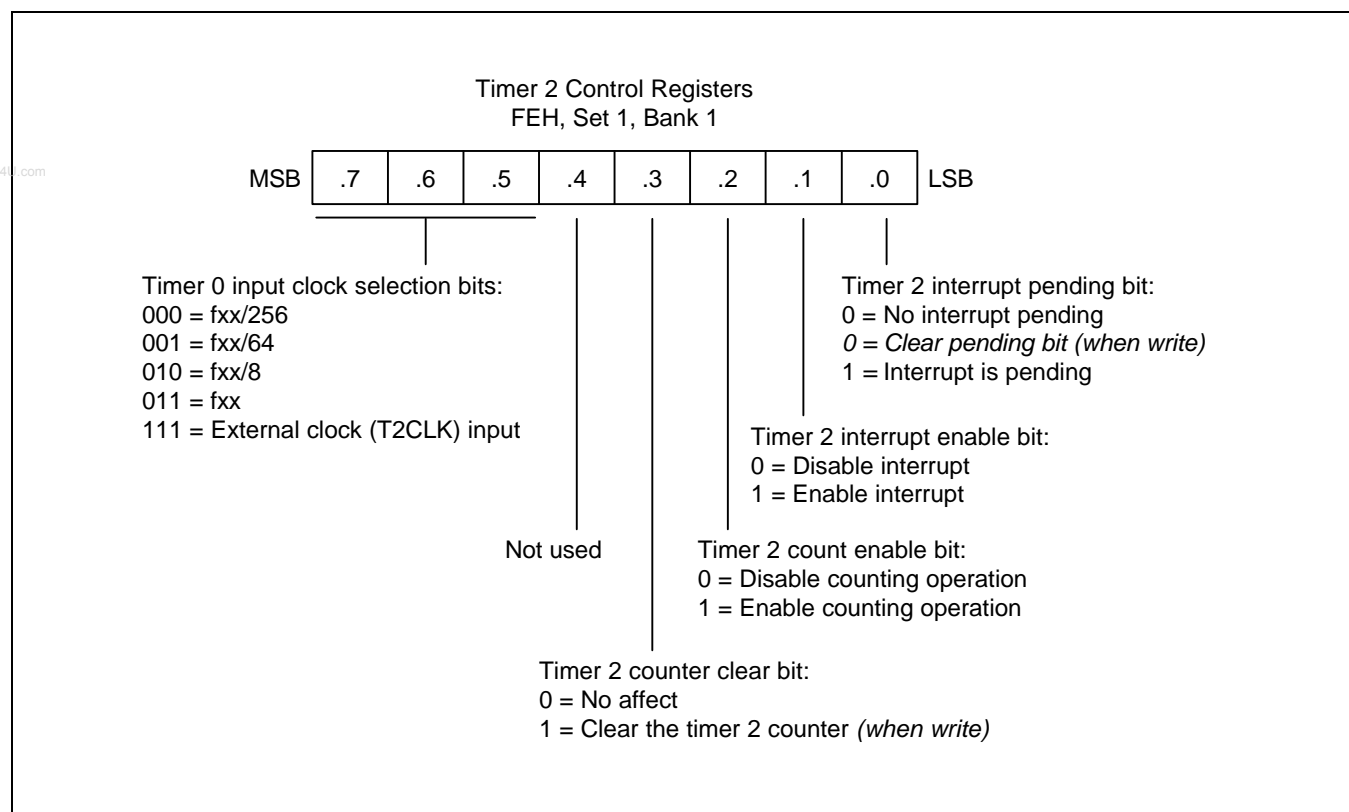 Timer 2 Control Registers
FEH, Set 1, Bank 1
4U.com
MSB .7 .6 .5 .4 .3 .2 .1 .0 LSB
Timer 0 input clock selection bits:
000 = fxx/256
001 = fxx/64
010 = fxx/8
011 = fxx
111 = External clock (T2CLK) input
Timer 2 interrupt pending bit:
0 = No interrupt pending
0 = Clear pending bit (when write)
1 = Interrupt is pending
Timer 2 interrupt enable bit:
0 = Disable interrupt
1 = Enable interrupt
Not used
Timer 2 count enable bit:
0 = Disable counting operation
1 = Enable counting operation
Timer 2 counter clear bit:
0 = No affect
1 = Clear the timer 2 counter (when write)